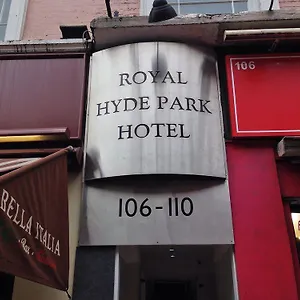 ROYAL
HYDE PARK
HOTEL
106-110
106
BELLA ITALIA